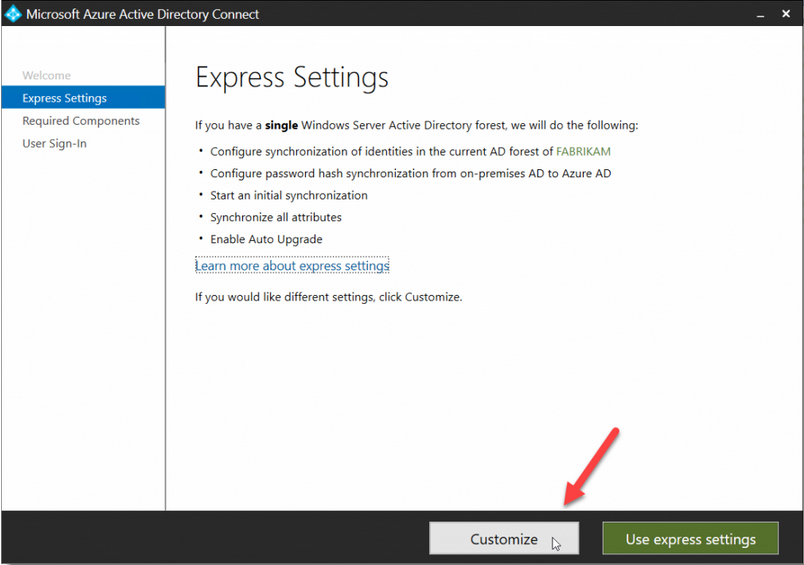 Microsoft Azure Active Directory Connect
Welcome
Express Settings
Required Components
User Sign-In
Express Settings
If you have a single Windows Server Active Directory forest, we will do the following:
• Configure synchronization of identities in the current AD forest of FABRIKAM
• Configure password hash synchronization from on-premises AD to Azure AD
• Start an initial synchronization
• Synchronize all attributes
• Enable Auto Upgrade
Learn more about express settings
If you would like different settings, click Customize.
Customize
Use express settings